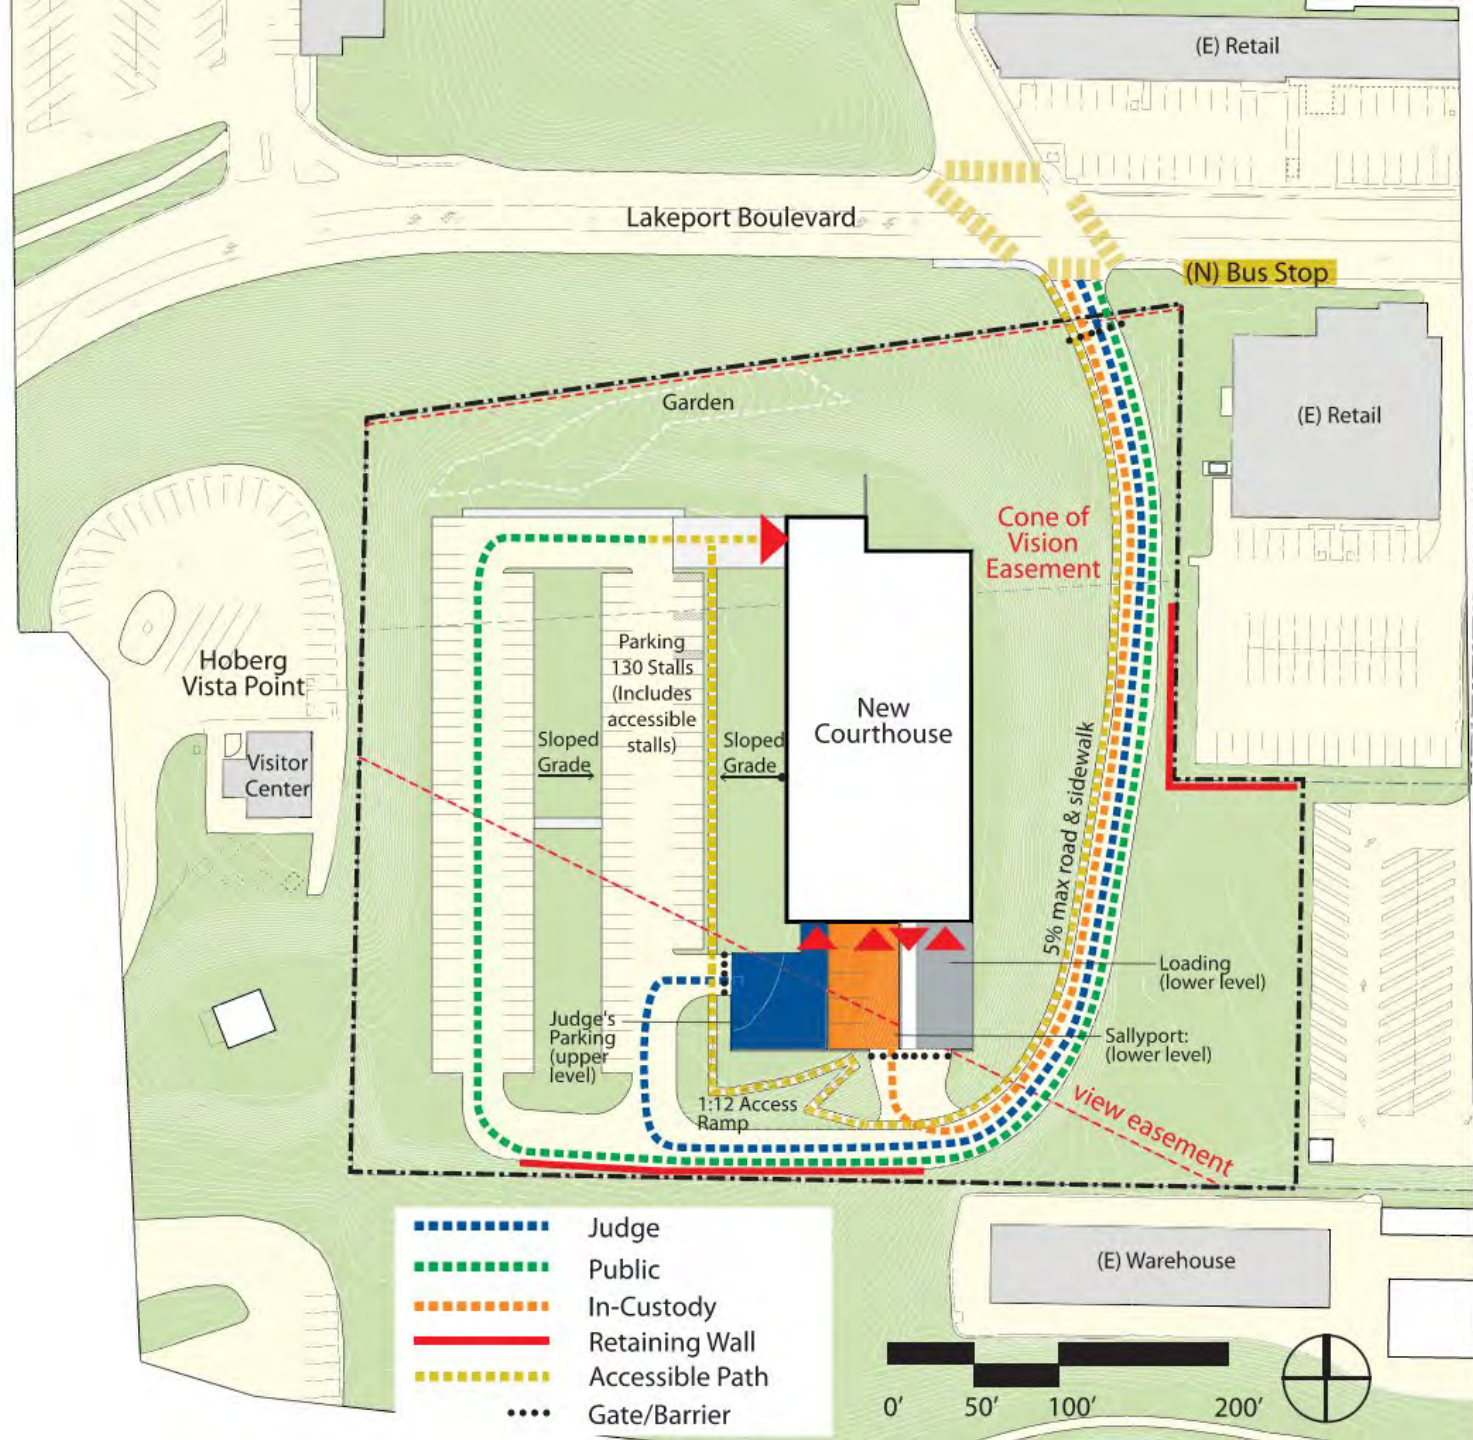 (E) Retail
Lakeport Boulevard
(N) Bus Stop
Garden
(E) Retail
Cone of
Vision
Easement
Hoberg
Vista Point
Parking
130 Stalls
(Includes
accessible
stalls)
New
Courthouse
Sloped
Grade
Sloped
Grade
Visitor
Center
5% max road & sidewalk
Loading
(lower level)
Judge's
Parking
(upper
level)
Sallyport:
(lower level)
1:12 Access
Ramp
view easement
Judge
Public
In-Custody
Retaining Wall
Accessible Path
Gate/Barrier
(E) Warehouse
0' 50' 100' 200'